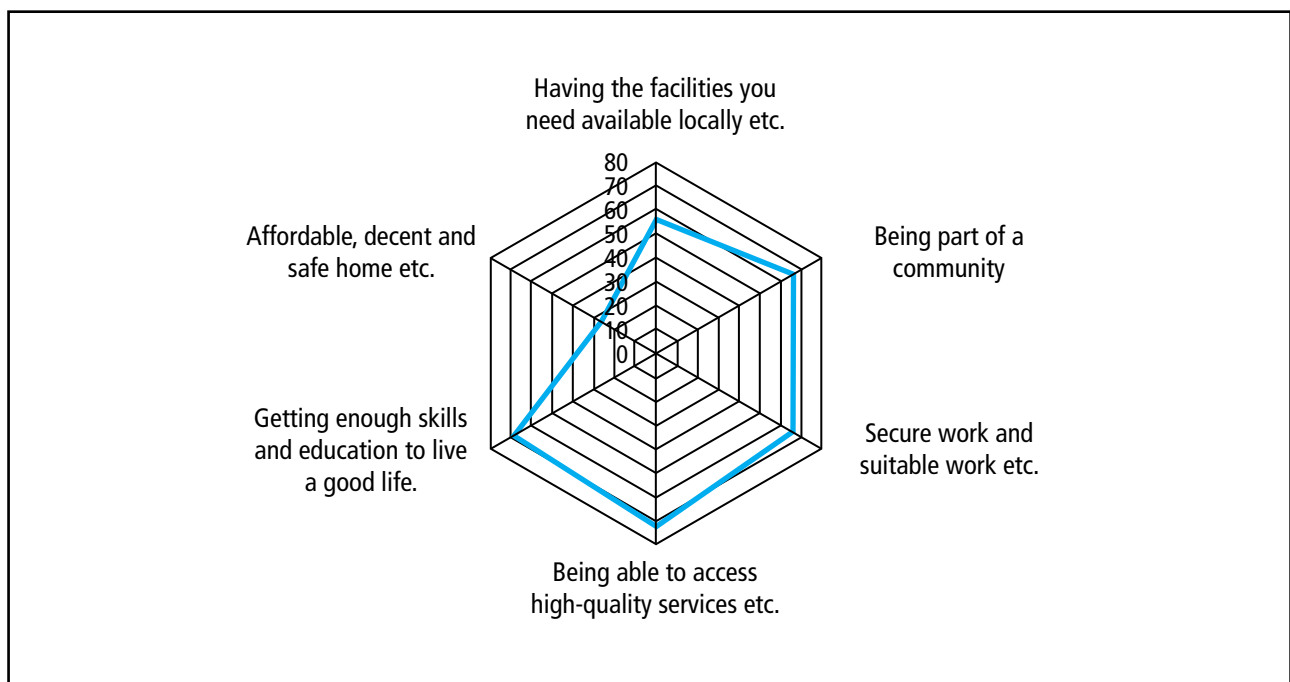 Having the facilities you
need available locally etc.
80
70
60
50
40
30
20
10
0
Affordable, decent and
safe home etc.
Being part of a
community
Getting enough skills
and education to live
a good life.
Secure work and
suitable work etc.
Being able to access
high-quality services etc.